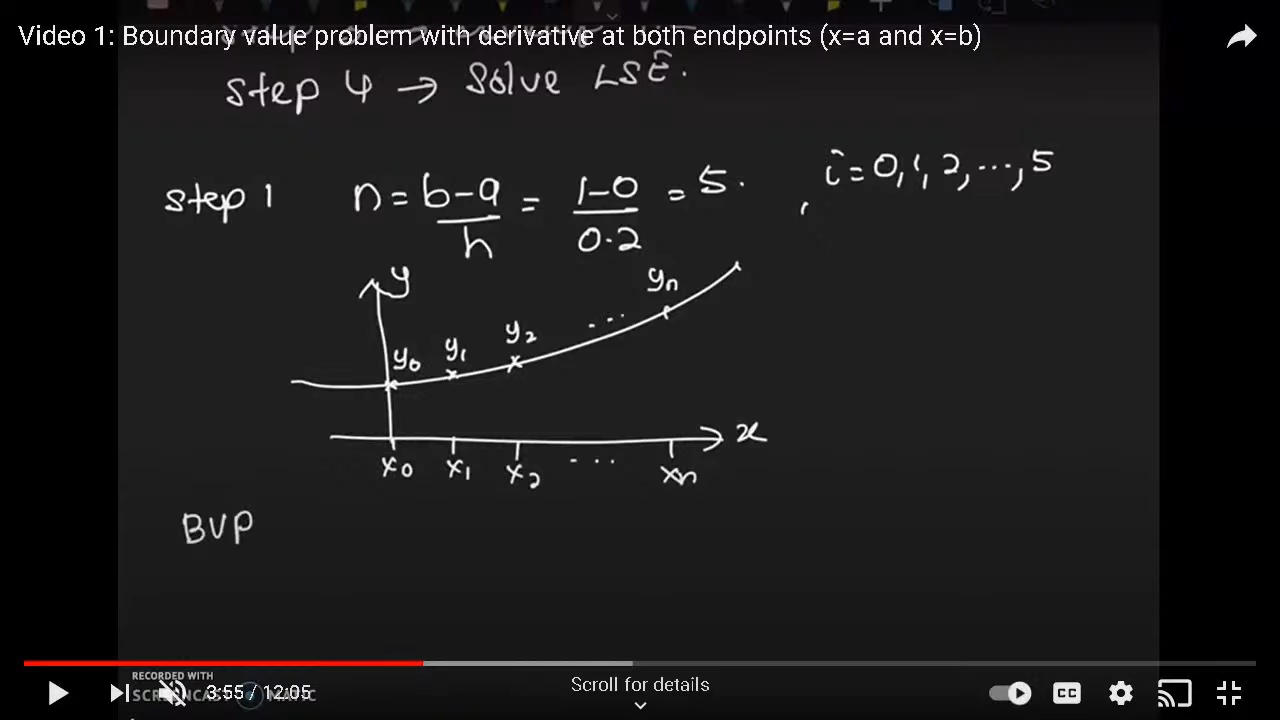 Video 1: Boundary value problem with derivative at both endpoints (x=a and x=b)
Step 4 → Solve LSE.
Step 1 n = b-a/h = 1-0/0.2 = 5. , i = 0,1,2,...,5
y
y0 y1 y2 ... yn
x
x0 x1 x2 ... xn
BVP
RECORDED WITH
3:55 / 12:05
MATIC
Scroll for details
CC